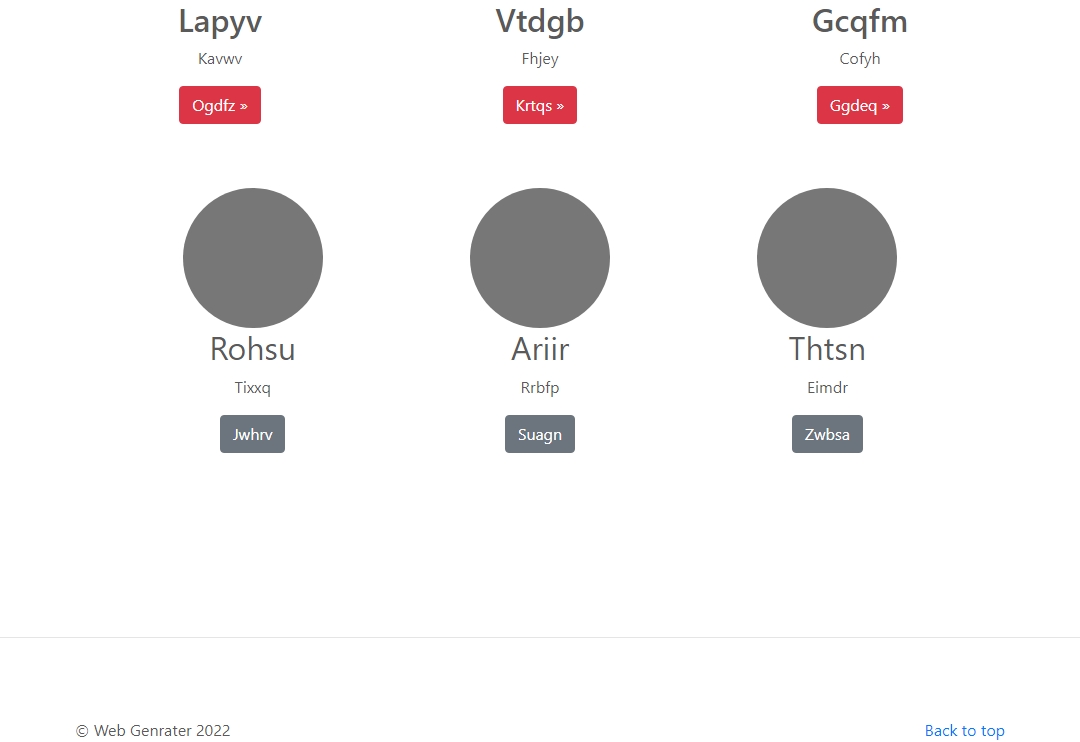 Lapyv Vtdgb Gcqfm
Kavwv Fhjey Cofyh
Ogdfz » Krtqs » Ggdeq »
Rohsu Ariir Thtsn
Tixxq Rrbfp Eimdr
Jwhrv Suagn Zwbsa
© Web Genrater 2022 Back to top